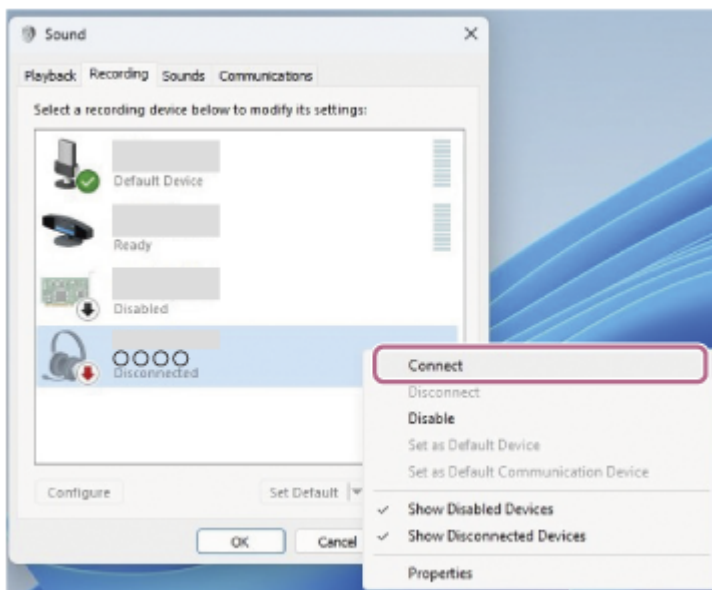 Sound
Playback Recording Sounds Communications
Select a recording device below to modify its settings:
Default Device
Ready
Disabled
○○○○
Disconnected
Connect
Disconnect
Disable
Set as Default Device
Set as Default Communication Device
Show Disabled Devices
Show Disconnected Devices
Properties
Configure Set Default
OK Cancel